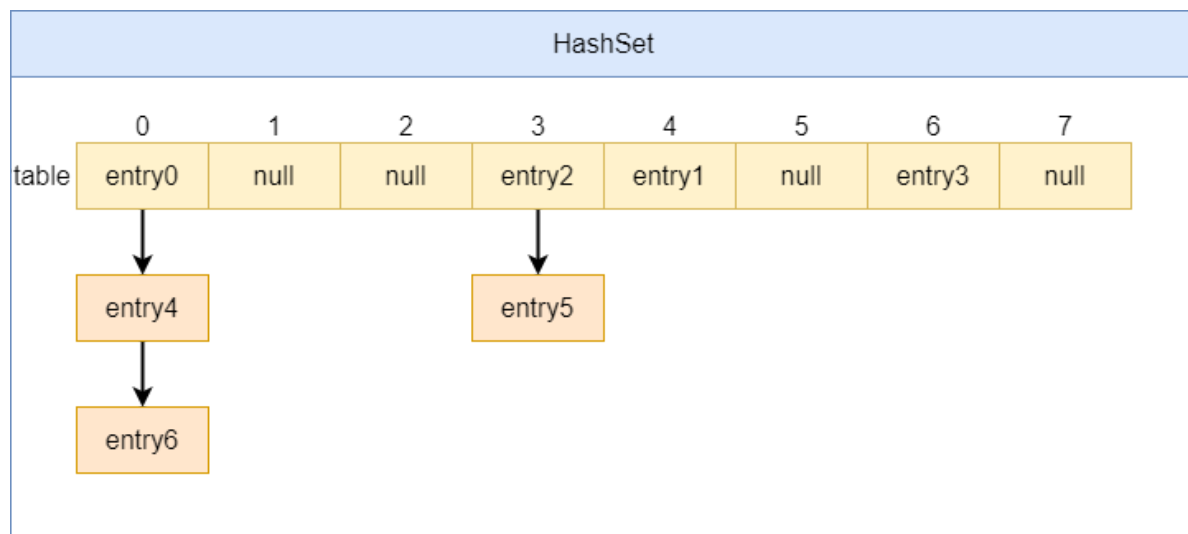 HashSet
0 1 2 3 4 5 6 7
table entry0 null null entry2 entry1 null entry3 null
entry4 entry5
entry6